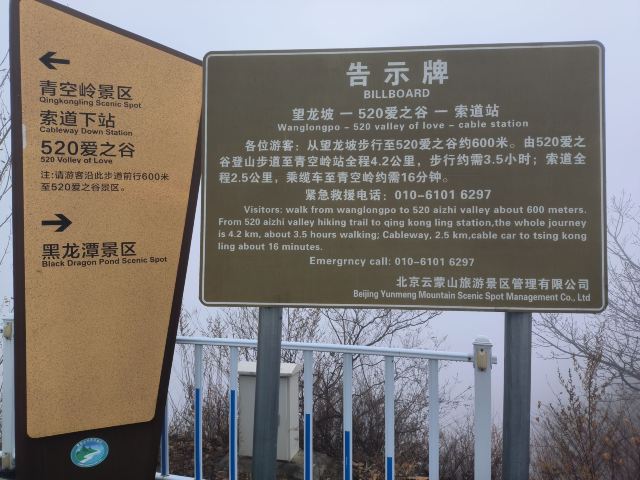 青空岭景区
Qingkongling Scenic Spot
索道下站
Cableway Down Station
520爱之谷
520 Volley of Love
注:请游客沿此步道前行600米
至520爱之谷景区。
黑龙潭景区
Black Dragon Pond Scenic Spot
告示牌
BILLBOARD
望龙坡 — 520爱之谷 — 索道站
Wanglongpo - 520 valley of love - cable station
各位游客：从望龙坡步行至520爱之谷约600米。由520爱之
谷登山步道至青空岭站全程4.2公里，步行约需3.5小时；索道全
程2.5公里，乘缆车至青空岭约需16分钟。
紧急救援电话：010-6101 6297
Visitors: walk from wanglongpo to 520 aizhi valley about 600 meters.
From 520 aizhi valley hiking trail to qing kong ling station,the whole journey
is 4.2 km, about 3.5 hours walking; Cableway, 2.5 km,cable car to tsing kong
ling about 16 minutes.
Emergrncy call: 010-6101 6297
北京云蒙山旅游景区管理有限公司
Beijing Yunmeng Mountain Scenic Spot Management Co., Ltd